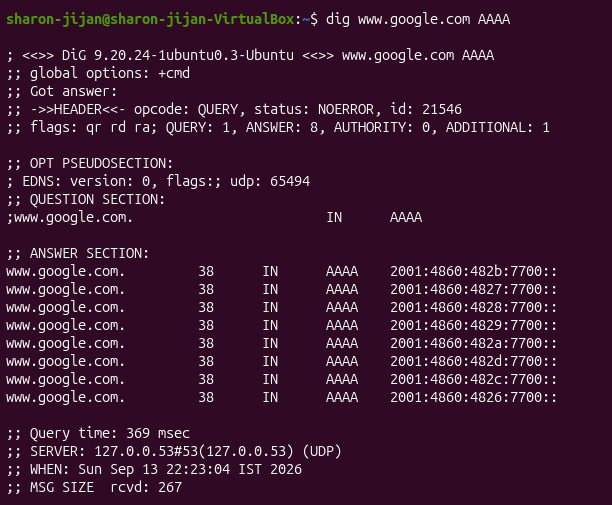 sharon-jijan@sharon-jijan-VirtualBox:~$ dig www.google.com AAAA

; <<>> DiG 9.20.24-1ubuntu0.3-Ubuntu <<>> www.google.com AAAA
;; global options: +cmd
;; Got answer:
;; ->>HEADER<<- opcode: QUERY, status: NOERROR, id: 21546
;; flags: qr rd ra; QUERY: 1, ANSWER: 8, AUTHORITY: 0, ADDITIONAL: 1

;; OPT PSEUDOSECTION:
; EDNS: version: 0, flags:; udp: 65494
;; QUESTION SECTION:
;www.google.com.			IN	AAAA

;; ANSWER SECTION:
www.google.com.		38	IN	AAAA	2001:4860:482b:7700::
www.google.com.		38	IN	AAAA	2001:4860:4827:7700::
www.google.com.		38	IN	AAAA	2001:4860:4828:7700::
www.google.com.		38	IN	AAAA	2001:4860:4829:7700::
www.google.com.		38	IN	AAAA	2001:4860:482a:7700::
www.google.com.		38	IN	AAAA	2001:4860:482d:7700::
www.google.com.		38	IN	AAAA	2001:4860:482c:7700::
www.google.com.		38	IN	AAAA	2001:4860:4826:7700::

;; Query time: 369 msec
;; SERVER: 127.0.0.53#53(127.0.0.53) (UDP)
;; WHEN: Sun Sep 13 22:23:04 IST 2026
;; MSG SIZE  rcvd: 267